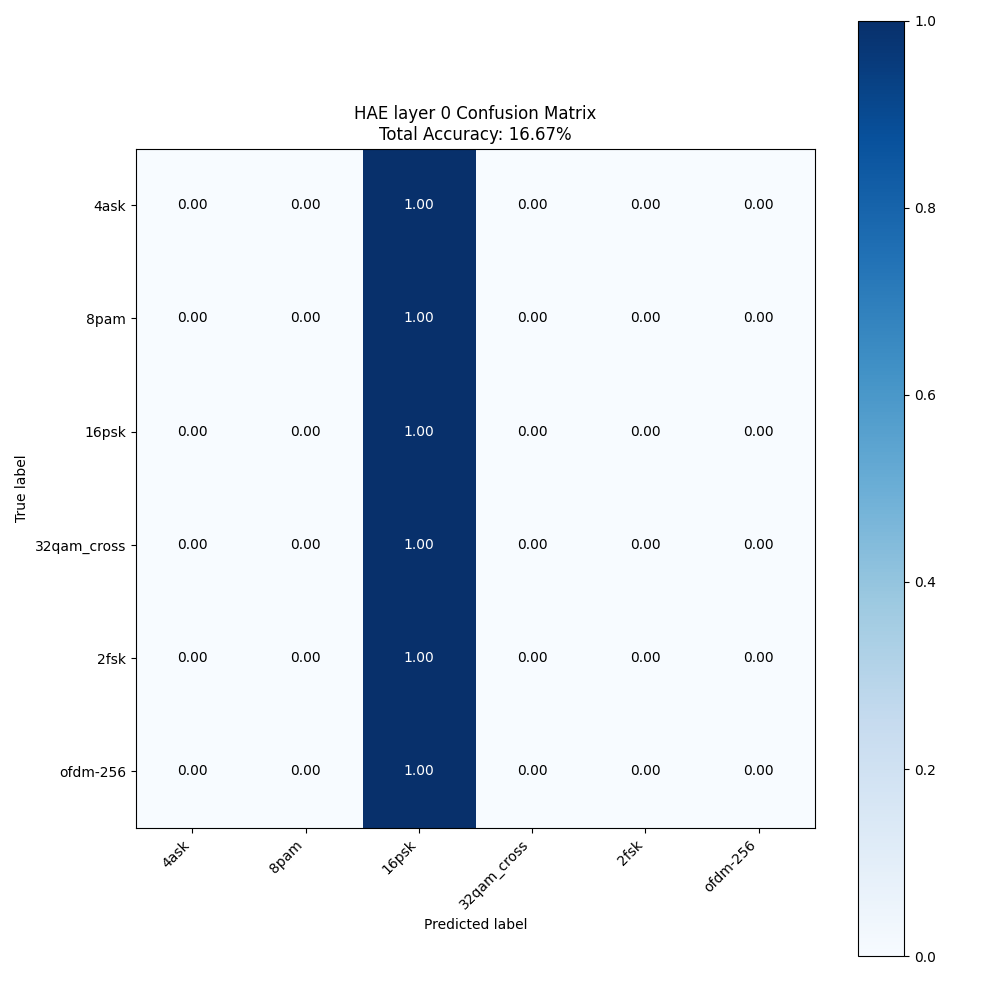 HAE layer 0 Confusion Matrix
Total Accuracy: 16.67%
True label
4ask 0.00 0.00 1.00 0.00 0.00 0.00
8pam 0.00 0.00 1.00 0.00 0.00 0.00
16psk 0.00 0.00 1.00 0.00 0.00 0.00
32qam_cross 0.00 0.00 1.00 0.00 0.00 0.00
2fsk 0.00 0.00 1.00 0.00 0.00 0.00
ofdm-256 0.00 0.00 1.00 0.00 0.00 0.00
4ask 8pam 16psk 32qam_cross 2fsk ofdm-256
Predicted label
1.0
0.8
0.6
0.4
0.2
0.0